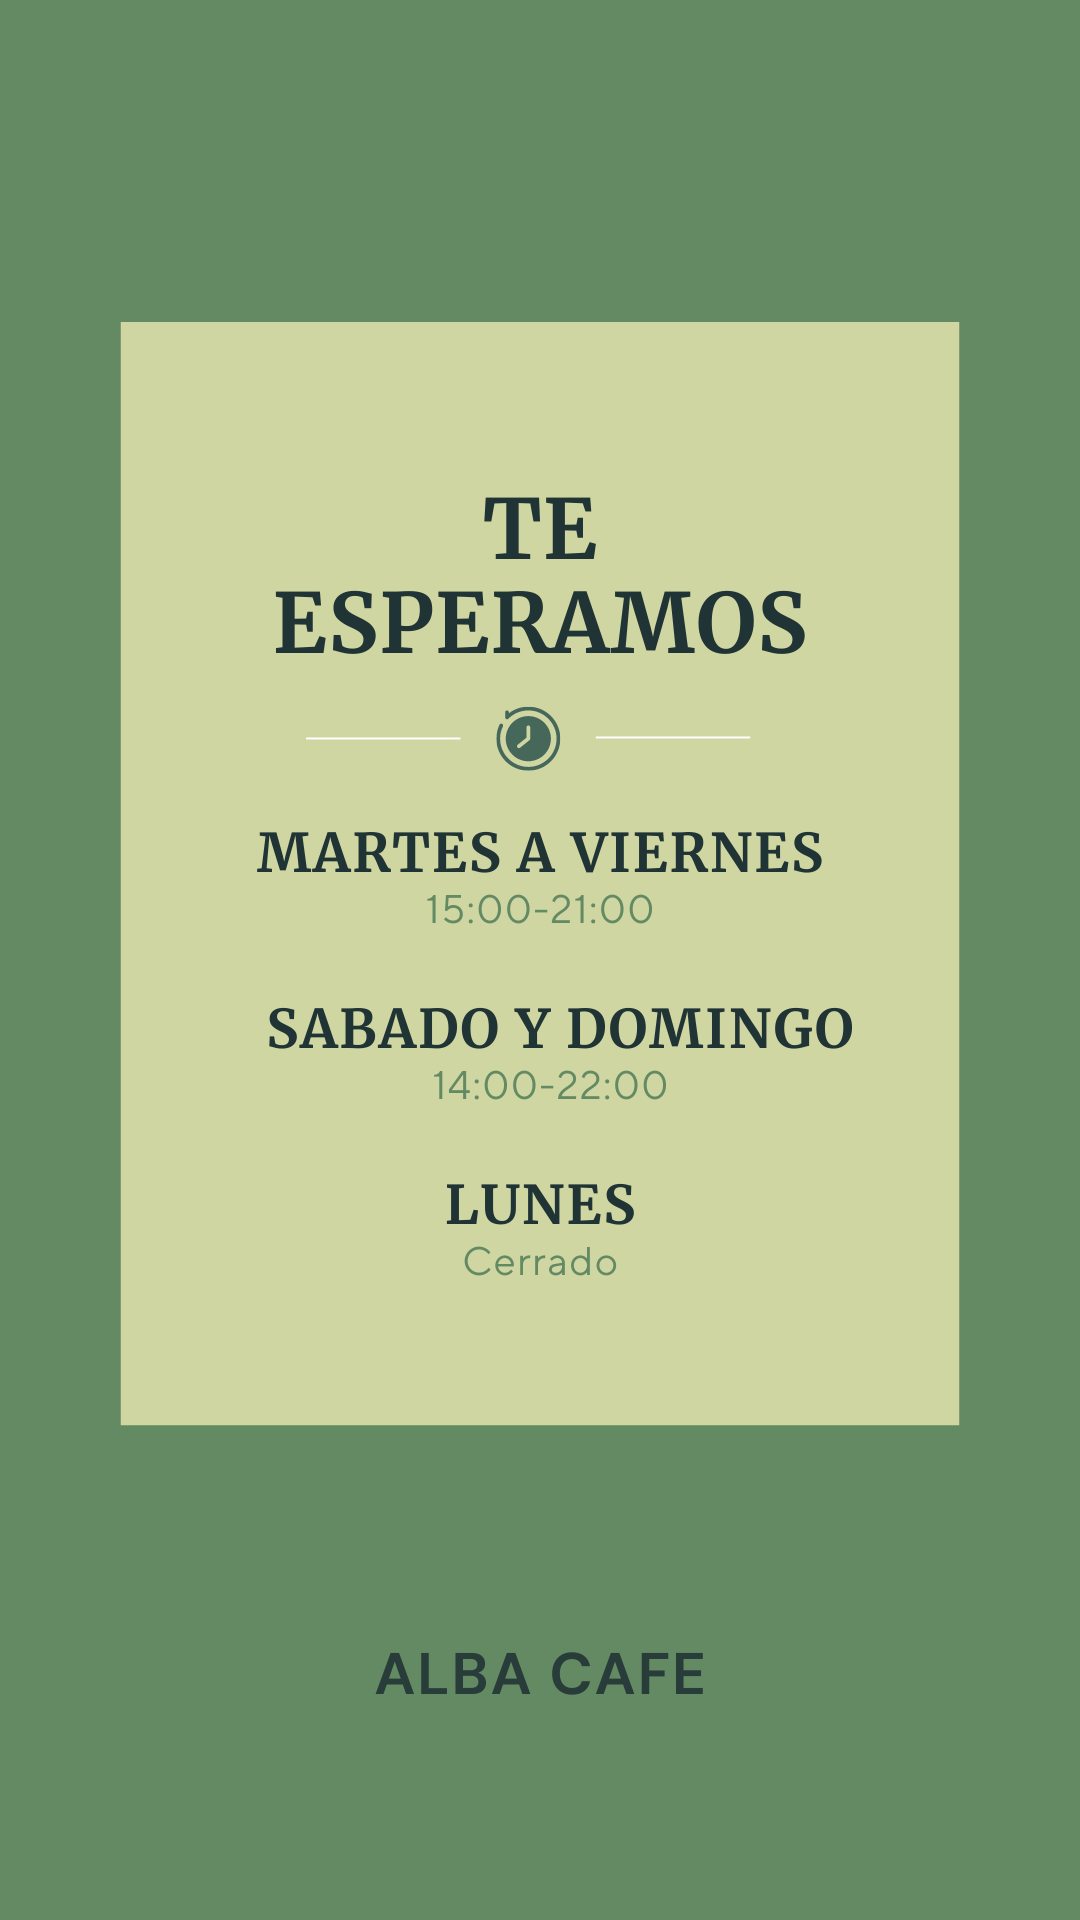 TE
ESPERAMOS
MARTES A VIERNES
15:00-21:00
SABADO Y DOMINGO
14:00-22:00
LUNES
Cerrado
ALBA CAFE